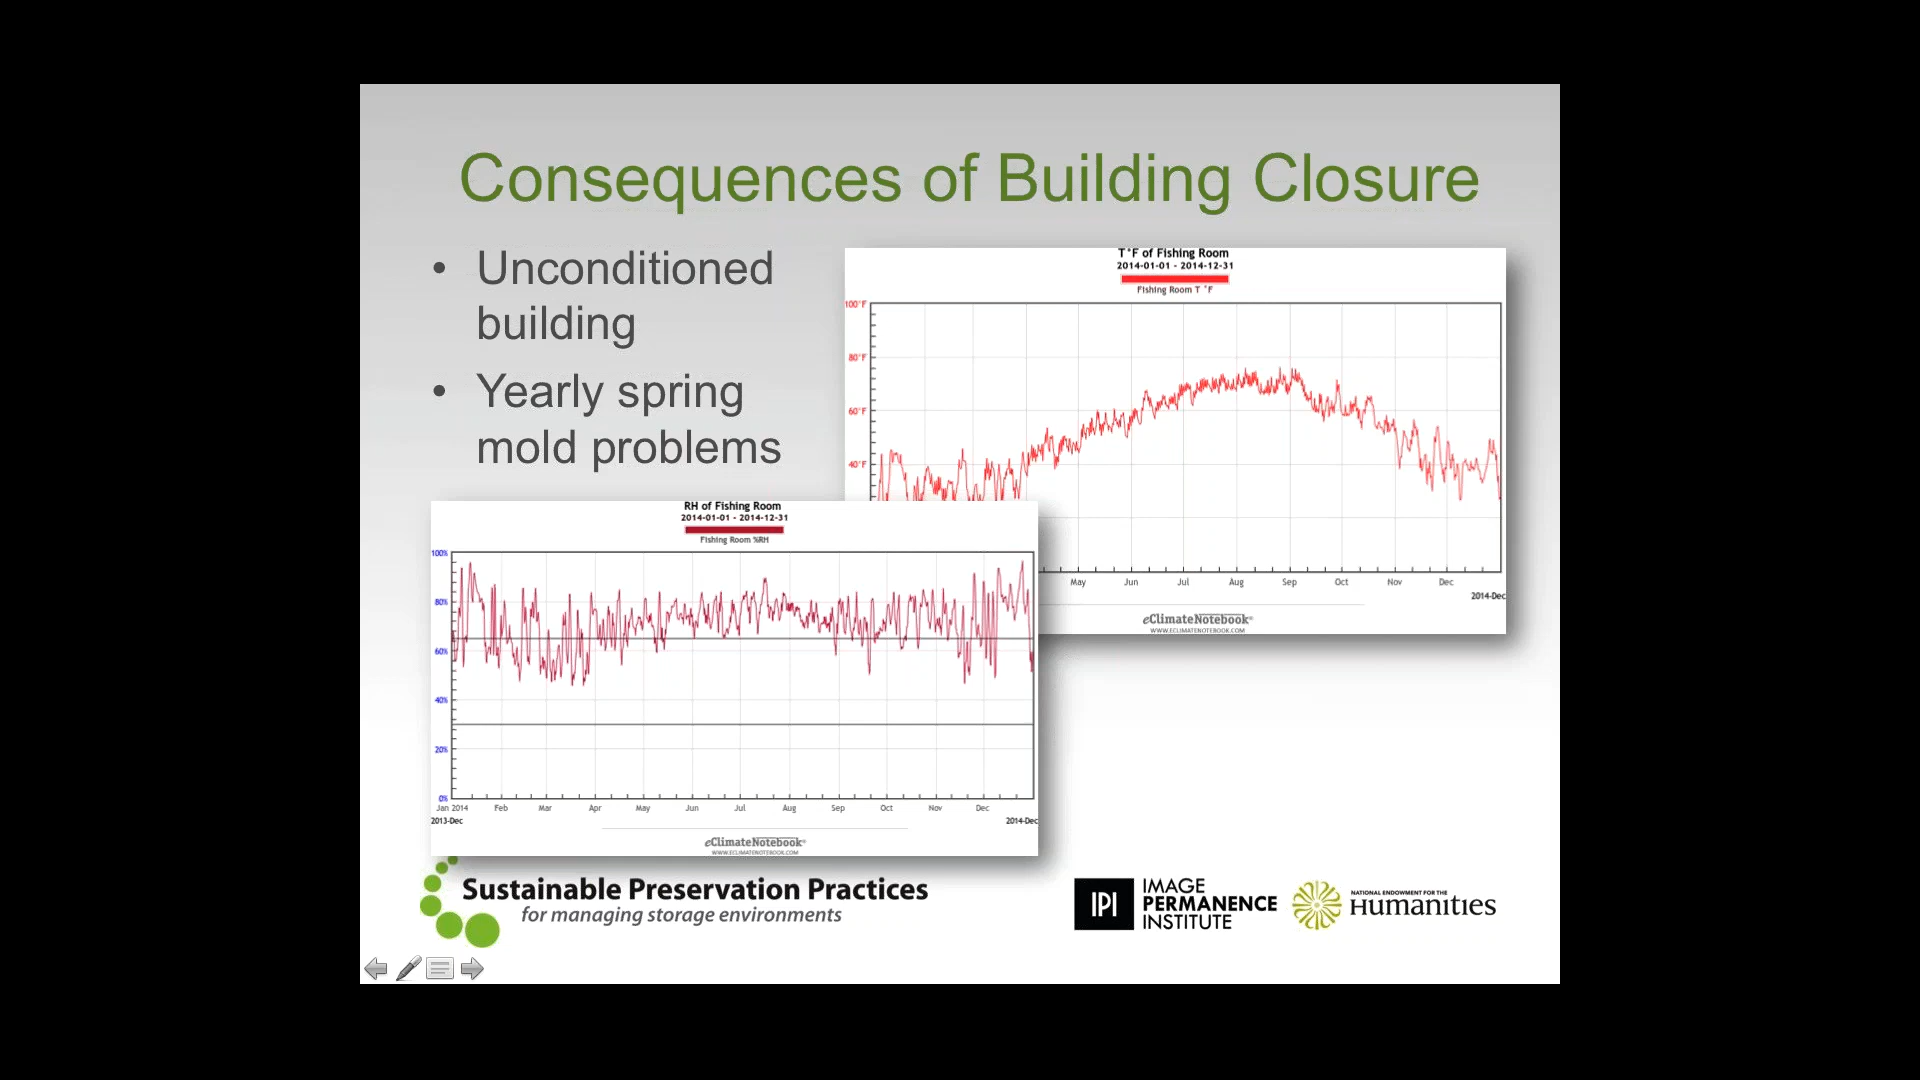 Consequences of Building Closure
• Unconditioned
building
• Yearly spring
mold problems
T°F of Fishing Room
2014-01-01 - 2014-12-31
Fishing Room T °F
100°F
80°F
60°F
40°F
May Jun Jul Aug Sep Oct Nov Dec
2014-Dec
eClimateNotebook®
WWW.ECLIMATENOTEBOOK.COM
RH of Fishing Room
2014-01-01 - 2014-12-31
Fishing Room %RH
100%
80%
60%
40%
20%
0%
Jan 2014 Feb Mar Apr May Jun Jul Aug Sep Oct Nov Dec
2013-Dec 2014-Dec
eClimateNotebook®
WWW.ECLIMATENOTEBOOK.COM
Sustainable Preservation Practices
for managing storage environments
IPI
IMAGE
PERMANENCE
INSTITUTE
NATIONAL ENDOWMENT FOR THE
Humanities